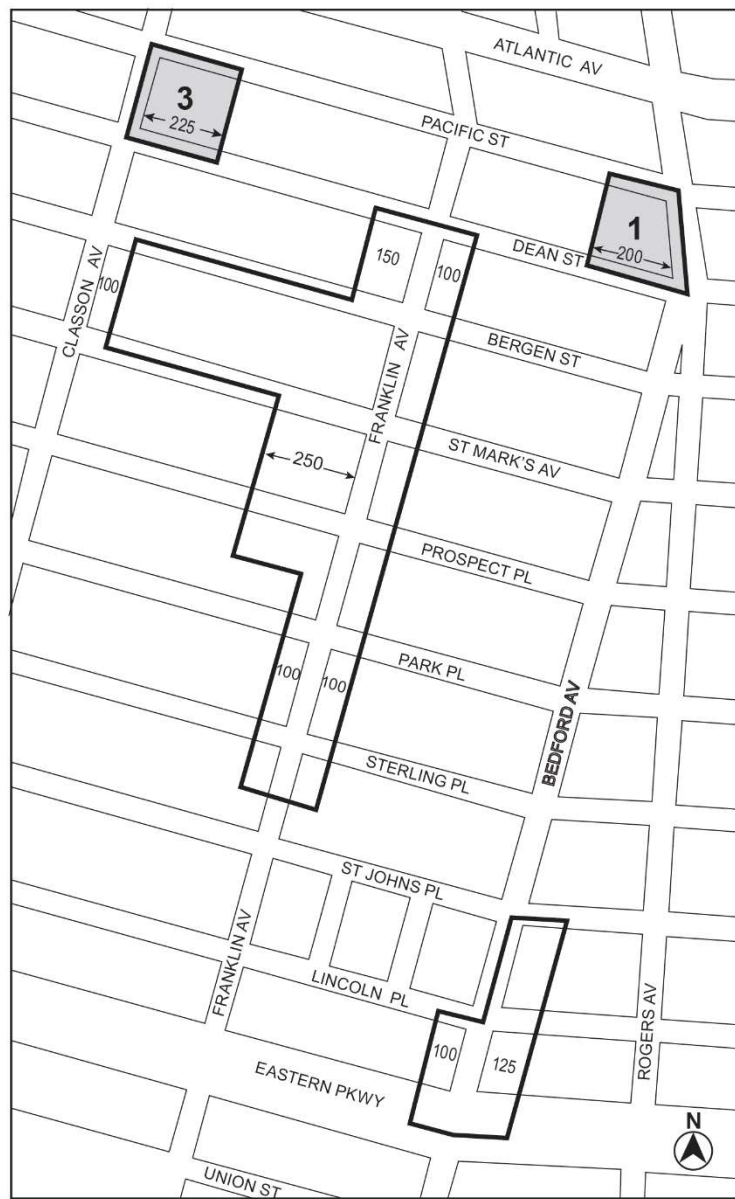 ATLANTIC AV
3
225
PACIFIC ST
1
200
DEAN ST
150
100
100
CLASSON AV
FRANKLIN AV
BERGEN ST
ST MARK'S AV
250
PROSPECT PL
PARK PL
100
100
BEDFORD AV
STERLING PL
ST JOHNS PL
FRANKLIN AV
LINCOLN PL
ROGERS AV
100
125
EASTERN PKWY
N
UNION ST